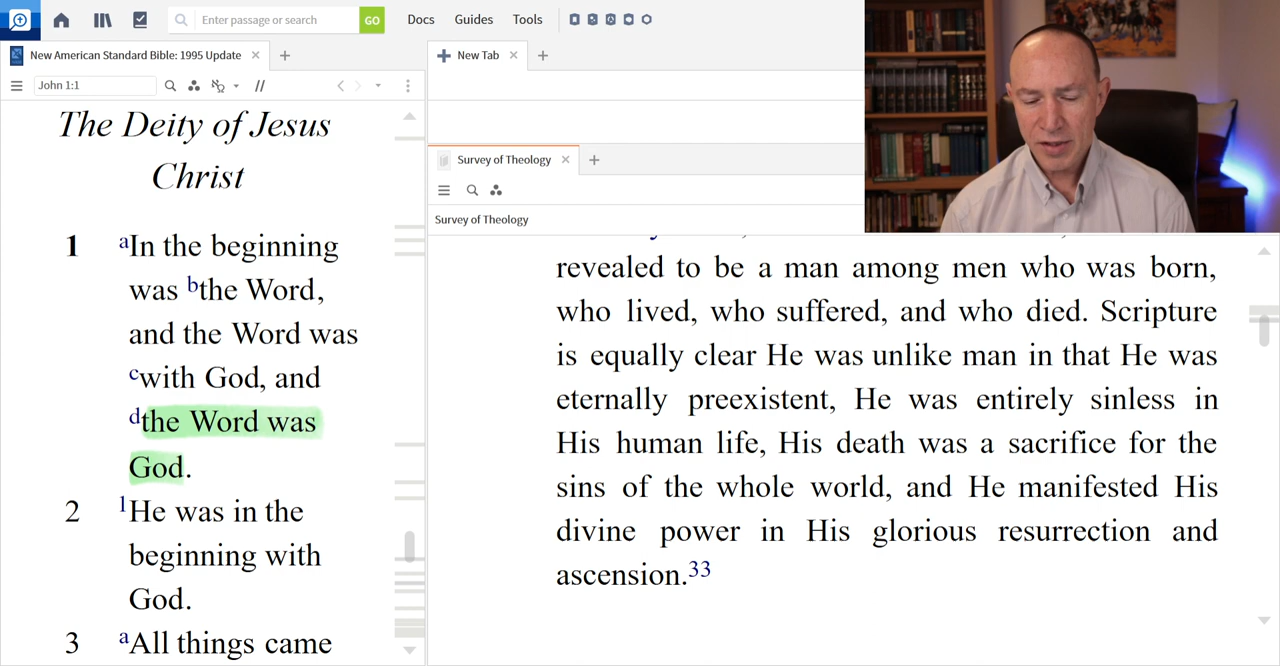 Enter passage or search GO Docs Guides Tools
New American Standard Bible: 1995 Update
New Tab
John 1:1
The Deity of Jesus
Christ
1 aIn the beginning
was bthe Word,
and the Word was
cwith God, and
dthe Word was
God.
2 1He was in the
beginning with
God.
3 aAll things came
Survey of Theology
Survey of Theology
revealed to be a man among men who was born,
who lived, who suffered, and who died. Scripture
is equally clear He was unlike man in that He was
eternally preexistent, He was entirely sinless in
His human life, His death was a sacrifice for the
sins of the whole world, and He manifested His
divine power in His glorious resurrection and
ascension.33